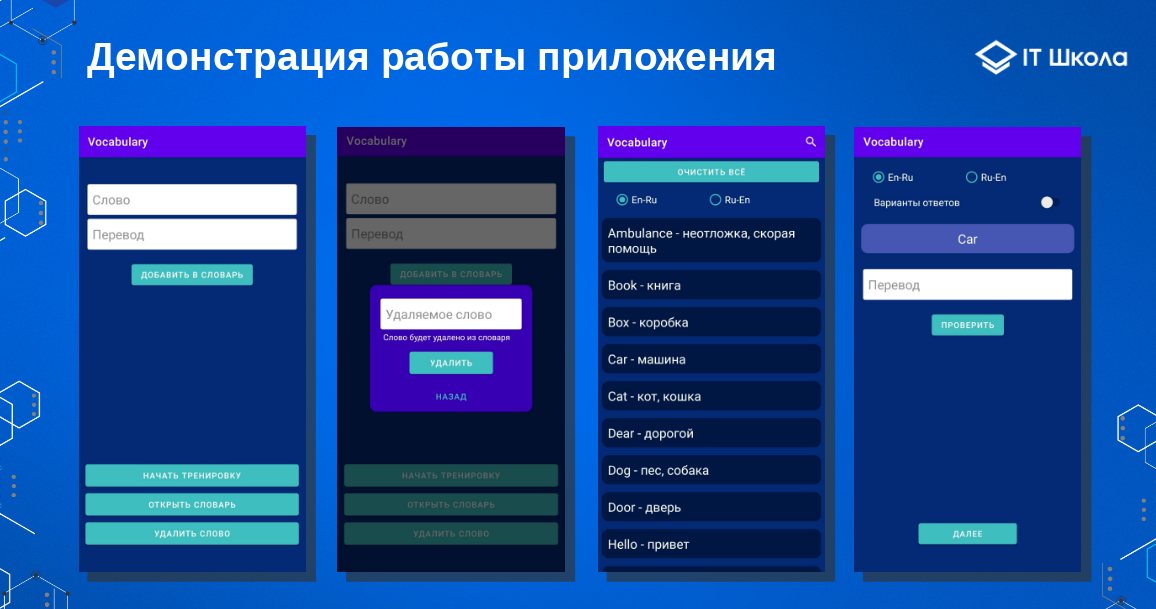 Демонстрация работы приложения
IT Школа
Vocabulary
Слово
Перевод
ДОБАВИТЬ В СЛОВАРЬ
НАЧАТЬ ТРЕНИРОВКУ
ОТКРЫТЬ СЛОВАРЬ
УДАЛИТЬ СЛОВО
Vocabulary
Слово
Перевод
ДОБАВИТЬ В СЛОВАРЬ
Удаляемое слово
Слово будет удалено из словаря
УДАЛИТЬ
НАЗАД
НАЧАТЬ ТРЕНИРОВКУ
ОТКРЫТЬ СЛОВАРЬ
УДАЛИТЬ СЛОВО
Vocabulary
ОЧИСТИТЬ ВСЁ
En-Ru Ru-En
Ambulance - неотложка, скорая
помощь
Book - книга
Box - коробка
Car - машина
Cat - кот, кошка
Dear - дорогой
Dog - пес, собака
Door - дверь
Hello - привет
Vocabulary
En-Ru Ru-En
Варианты ответов
Car
Перевод
ПРОВЕРИТЬ
ДАЛЕЕ